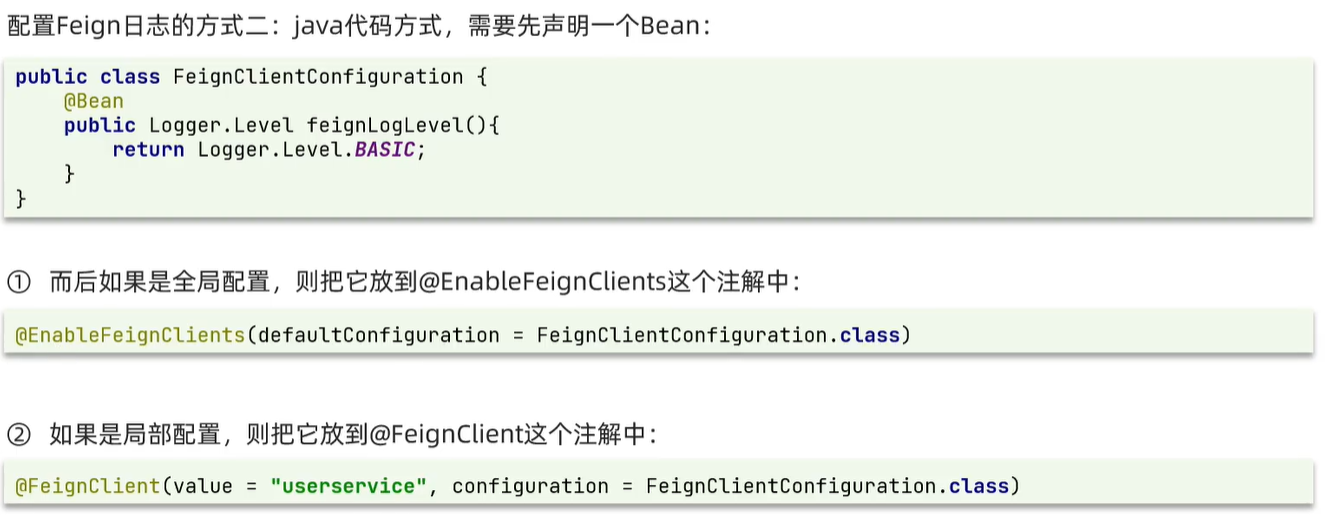 配置Feign日志的方式二：java代码方式，需要先声明一个Bean：
public class FeignClientConfiguration {
    @Bean
    public Logger.Level feignLogLevel(){
        return Logger.Level.BASIC;
    }
}
① 而后如果是全局配置，则把它放到@EnableFeignClients这个注解中：
@EnableFeignClients(defaultConfiguration = FeignClientConfiguration.class)
② 如果是局部配置，则把它放到@FeignClient这个注解中：
@FeignClient(value = "userservice", configuration = FeignClientConfiguration.class)